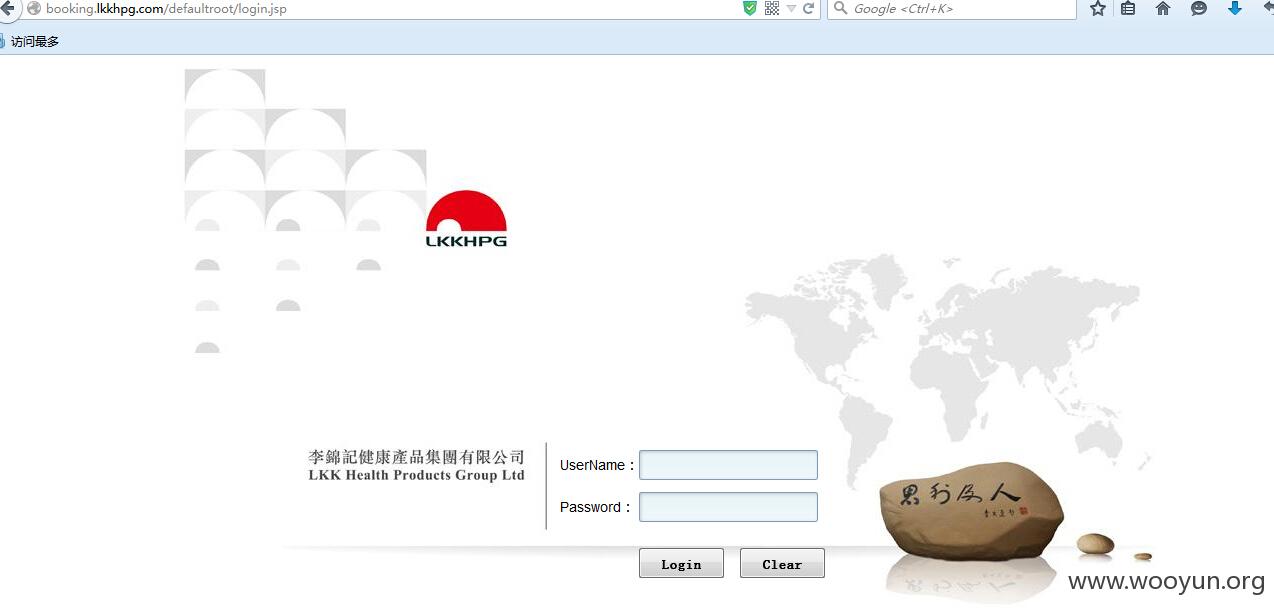 booking.lkkhpg.com/defaultroot/login.jsp
Google <Ctrl+K>
访问最多
LKKHPG
李錦記健康產品集團有限公司
LKK Health Products Group Ltd
UserName :
Password :
思利及人
Login Clear
www.wooyun.org